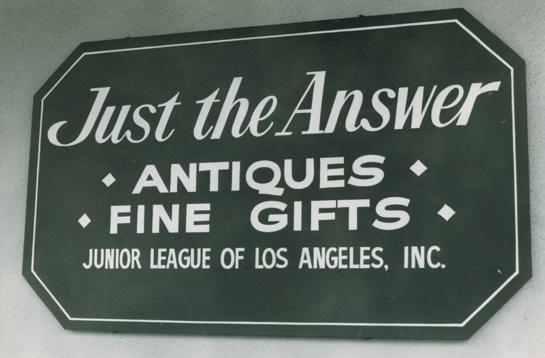 Just the Answer
ANTIQUES
FINE GIFTS
JUNIOR LEAGUE OF LOS ANGELES, INC.